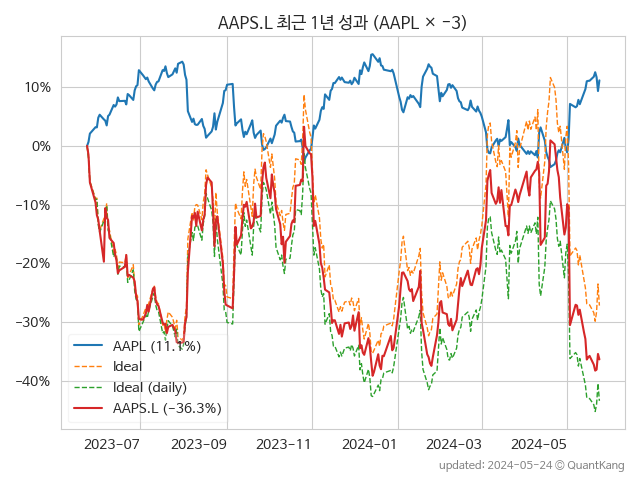 AAPS.L 최근 1년 성과 (AAPL × -3)
10%
0%
−10%
−20%
−30%
−40%
AAPL (11.1%)
Ideal
Ideal (daily)
AAPS.L (−36.3%)
2023-07
2023-09
2023-11
2024-01
2024-03
2024-05
updated: 2024-05-24 © QuantKang